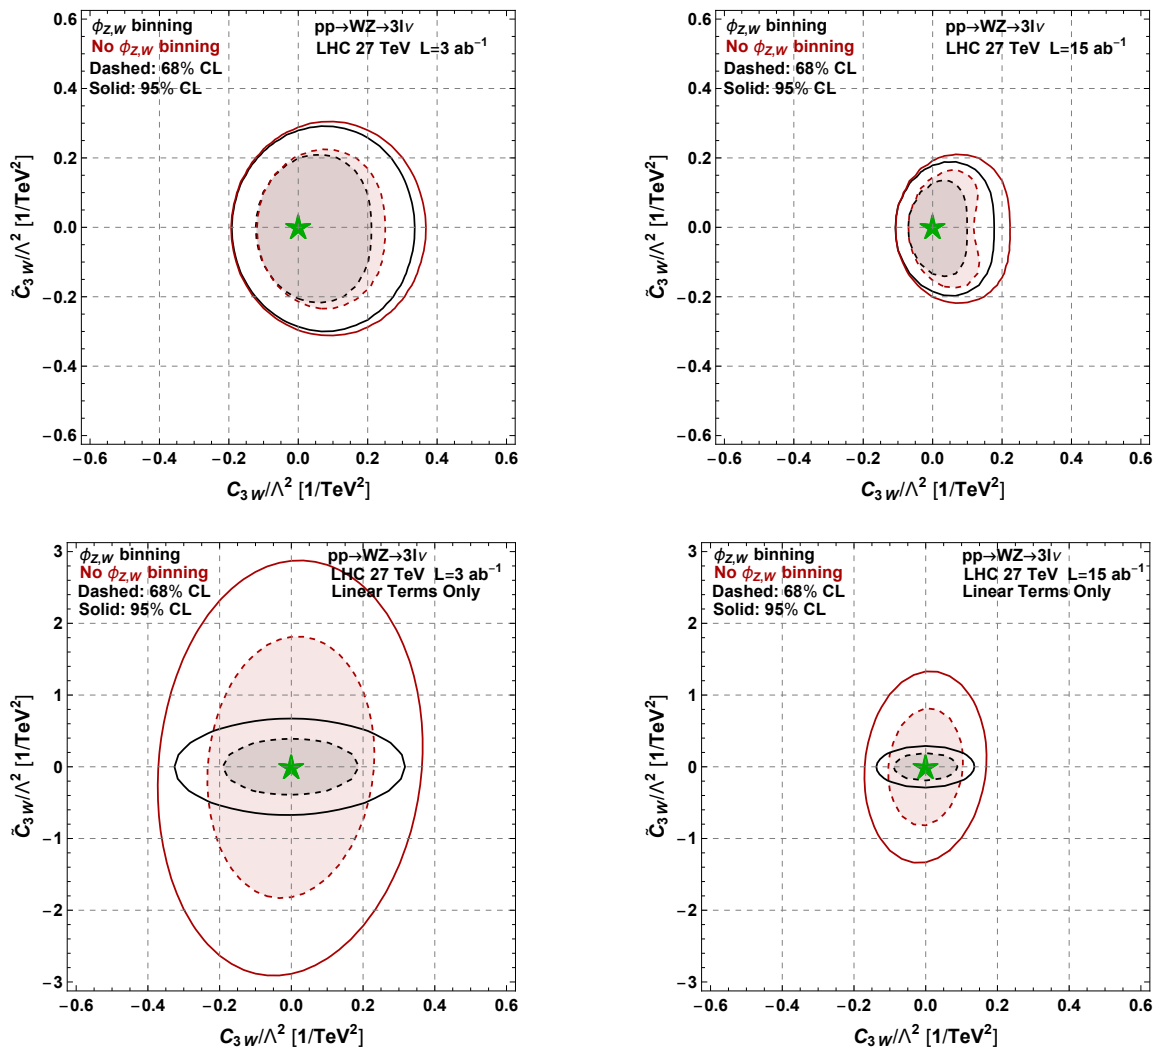 ϕZ,W binning
No ϕZ,W binning
Dashed: 68% CL
Solid: 95% CL
pp→WZ→3lν
LHC 27 TeV L=3 ab−1
0.6
0.4
0.2
0.0
−0.2
−0.4
−0.6
C̃3W/Λ2 [1/TeV2]
−0.6 −0.4 −0.2 0.0 0.2 0.4 0.6
C3W/Λ2 [1/TeV2]
ϕZ,W binning
No ϕZ,W binning
Dashed: 68% CL
Solid: 95% CL
pp→WZ→3lν
LHC 27 TeV L=15 ab−1
0.6
0.4
0.2
0.0
−0.2
−0.4
−0.6
C̃3W/Λ2 [1/TeV2]
−0.6 −0.4 −0.2 0.0 0.2 0.4 0.6
C3W/Λ2 [1/TeV2]
ϕZ,W binning
No ϕZ,W binning
Dashed: 68% CL
Solid: 95% CL
pp→WZ→3lν
LHC 27 TeV L=3 ab−1
Linear Terms Only
3
2
1
0
−1
−2
−3
C̃3W/Λ2 [1/TeV2]
−0.6 −0.4 −0.2 0.0 0.2 0.4 0.6
C3W/Λ2 [1/TeV2]
ϕZ,W binning
No ϕZ,W binning
Dashed: 68% CL
Solid: 95% CL
pp→WZ→3lν
LHC 27 TeV L=15 ab−1
Linear Terms Only
3
2
1
0
−1
−2
−3
C̃3W/Λ2 [1/TeV2]
−0.6 −0.4 −0.2 0.0 0.2 0.4 0.6
C3W/Λ2 [1/TeV2]